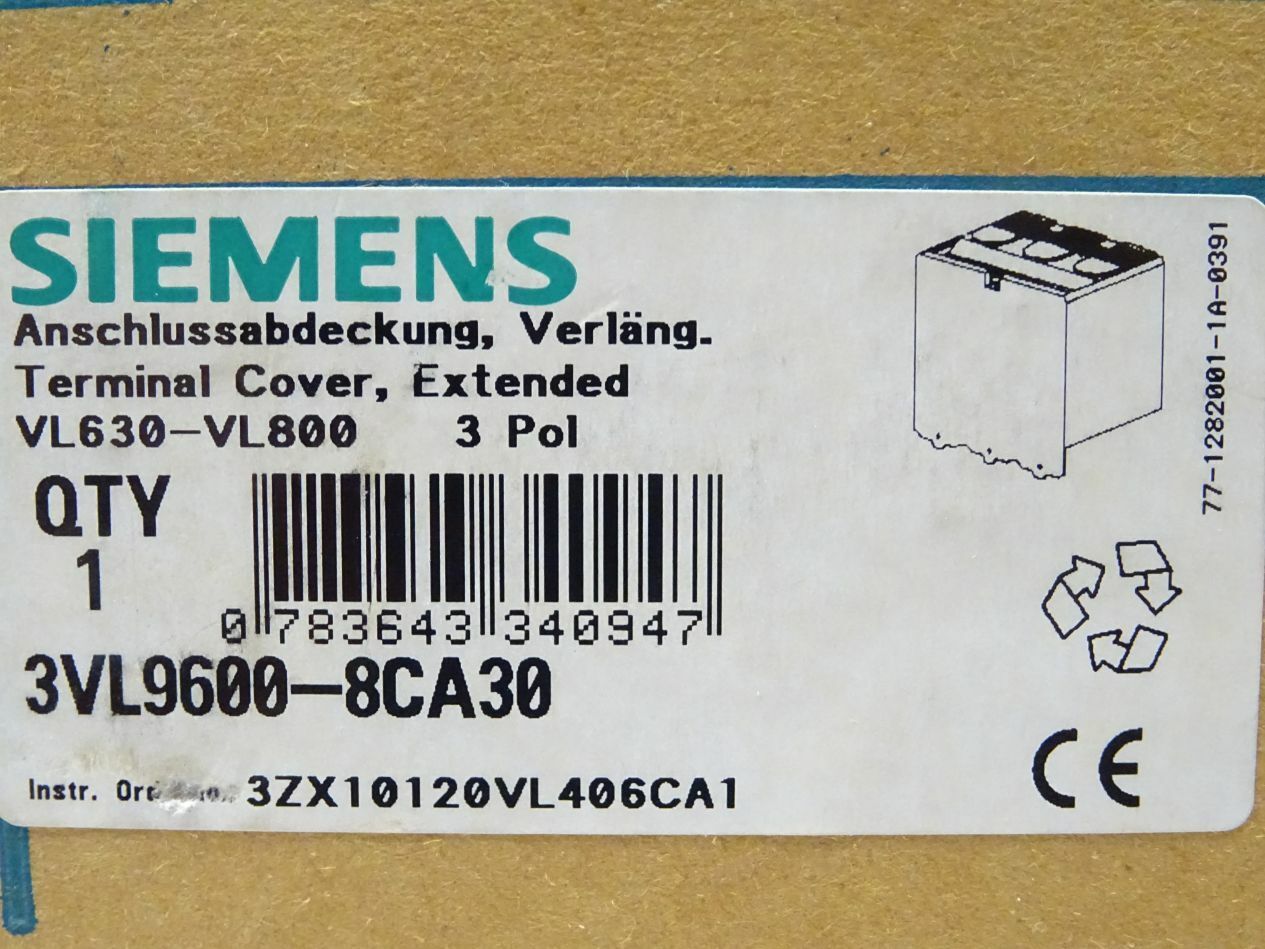 SIEMENS
Anschlussabdeckung, Verläng.
Terminal Cover, Extended
VL630-VL800 3 Pol
QTY
1
0 783643 340947
3VL9600-8CA30
Instr. 3ZX10120VL406CA1
77-1282001-1A-0391
CE